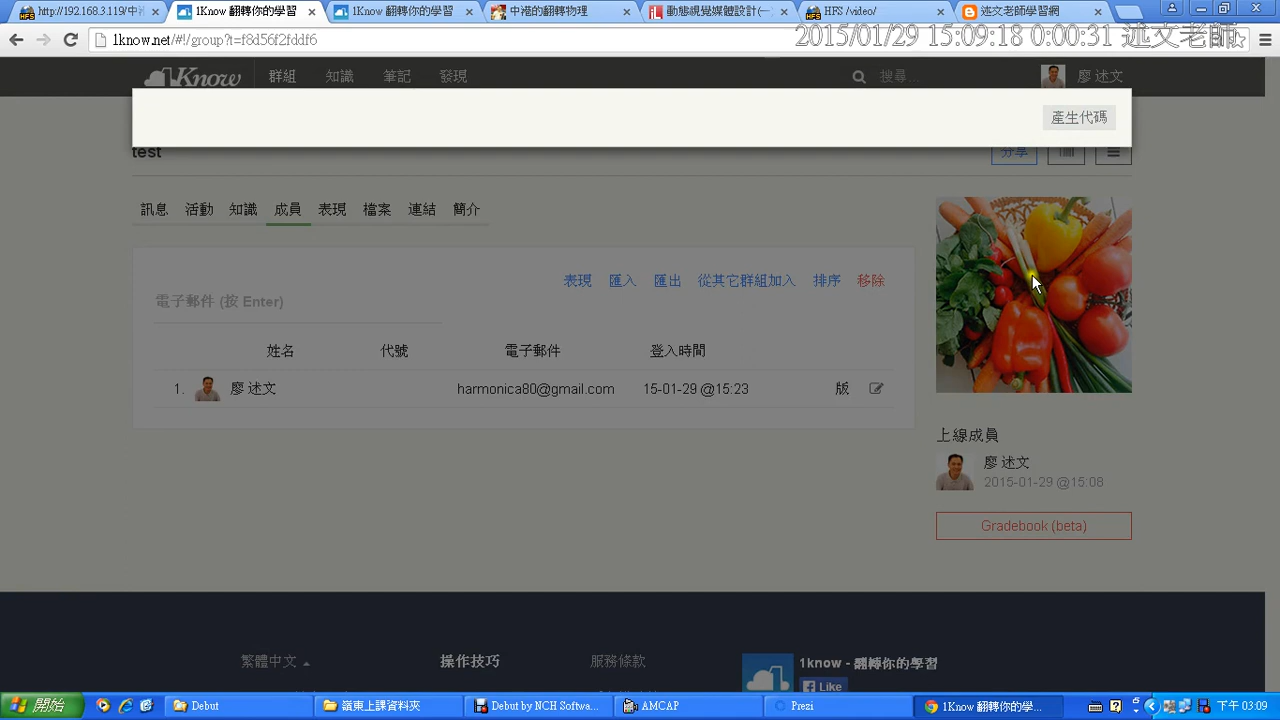 http://192.168.3.119/中
1Know 翻轉你的學習
1Know 翻轉你的學習
中港的翻轉物理
動態視覺媒體設計(一
HFS /video/
述文老師學習網
1know.net/#!/group?t=f8d56f2fddf6
2015/01/29 15:09:18 0:00:31 述文老師
1Know
群組
知識
筆記
發現
搜尋...
廖 述文
產生代碼
test
分享
訊息
活動
知識
成員
表現
檔案
連結
簡介
表現
匯入
匯出
從其它群組加入
排序
移除
電子郵件 (按 Enter)
姓名
代號
電子郵件
登入時間
1.
廖 述文
harmonica80@gmail.com
15-01-29 @15:23
版
上線成員
廖 述文
2015-01-29 @15:08
Gradebook (beta)
繁體中文
操作技巧
服務條款
1know - 翻轉你的學習
Like
開始
Debut
嶺東上課資料夾
Debut by NCH Softwa...
AMCAP
Prezi
1Know 翻轉你的學...
下午 03:09